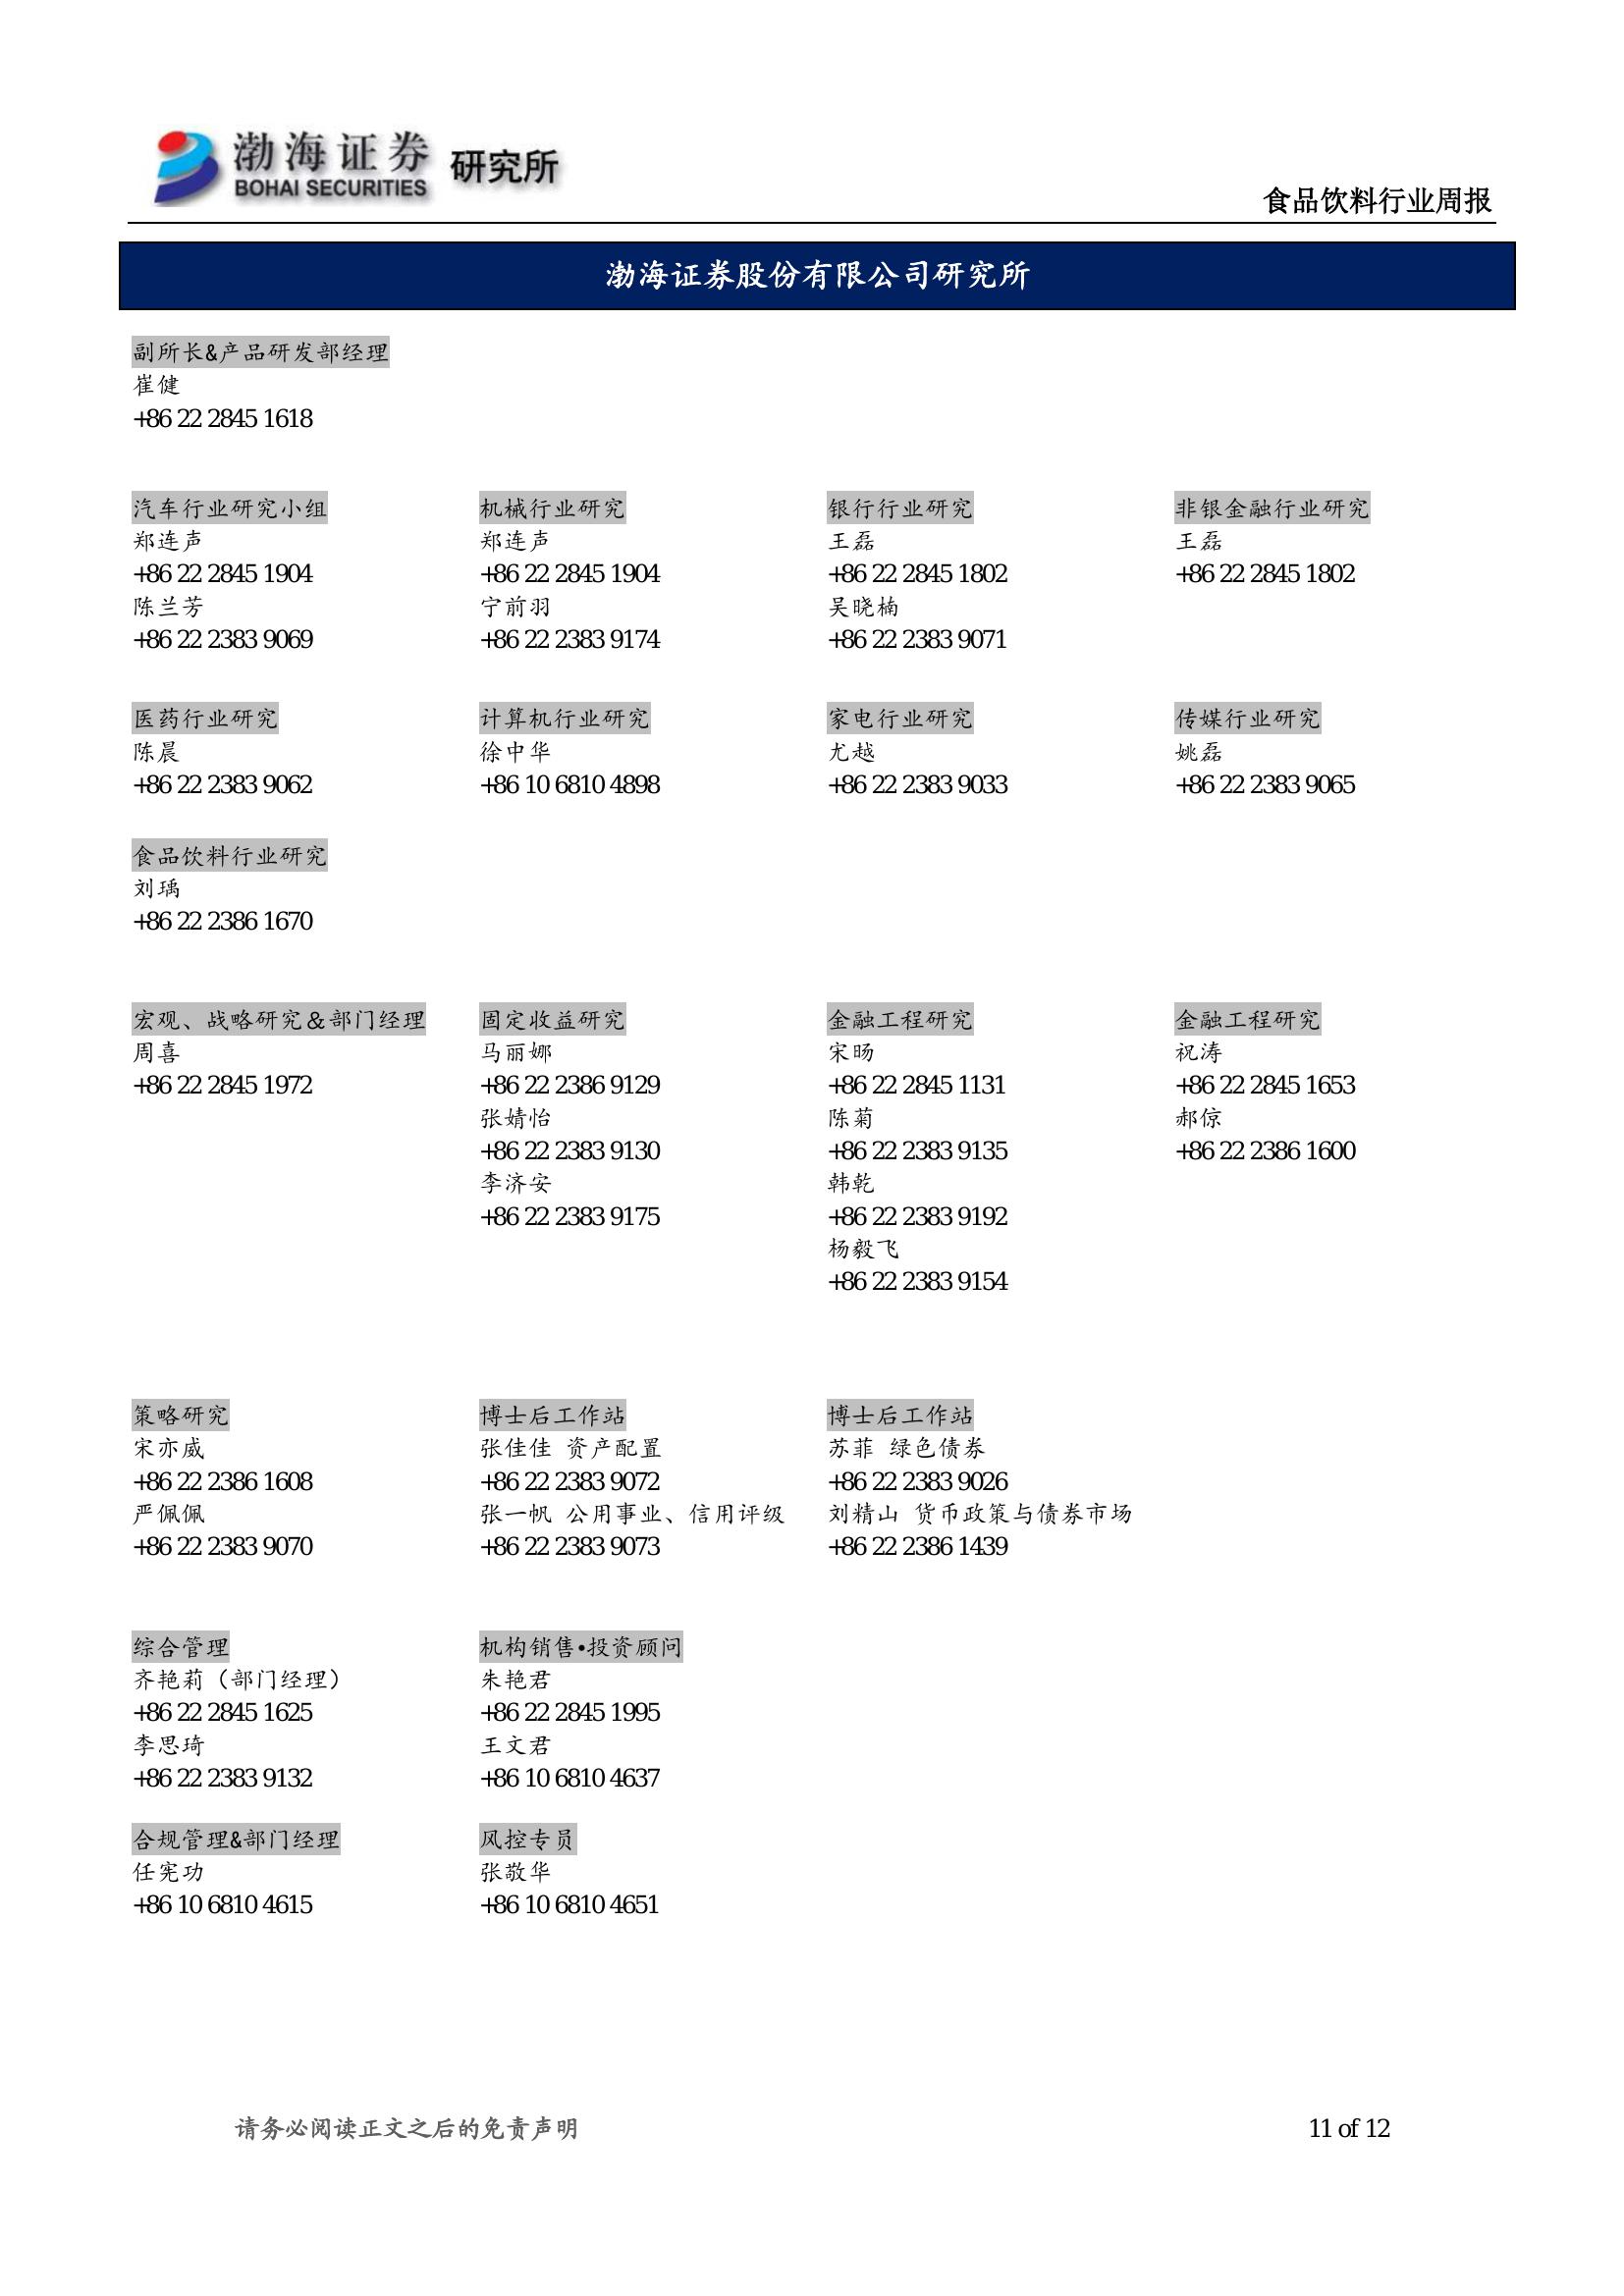 渤海证券 研究所
BOHAI SECURITIES
食品饮料行业周报
渤海证券股份有限公司研究所
副所长&产品研发部经理
崔健
+86 22 2845 1618
汽车行业研究小组
郑连声
+86 22 2845 1904
陈兰芳
+86 22 2383 9069
机械行业研究
郑连声
+86 22 2845 1904
宁前羽
+86 22 2383 9174
银行行业研究
王磊
+86 22 2845 1802
吴晓楠
+86 22 2383 9071
非银金融行业研究
王磊
+86 22 2845 1802
医药行业研究
陈晨
+86 22 2383 9062
计算机行业研究
徐中华
+86 10 6810 4898
家电行业研究
尤越
+86 22 2383 9033
传媒行业研究
姚磊
+86 22 2383 9065
食品饮料行业研究
刘瑀
+86 22 2386 1670
宏观、战略研究＆部门经理
周喜
+86 22 2845 1972
固定收益研究
马丽娜
+86 22 2386 9129
张婧怡
+86 22 2383 9130
李济安
+86 22 2383 9175
金融工程研究
宋旸
+86 22 2845 1131
陈菊
+86 22 2383 9135
韩乾
+86 22 2383 9192
杨毅飞
+86 22 2383 9154
金融工程研究
祝涛
+86 22 2845 1653
郝倞
+86 22 2386 1600
策略研究
宋亦威
+86 22 2386 1608
严佩佩
+86 22 2383 9070
博士后工作站
张佳佳 资产配置
+86 22 2383 9072
张一帆 公用事业、信用评级
+86 22 2383 9073
博士后工作站
苏菲 绿色债券
+86 22 2383 9026
刘精山 货币政策与债券市场
+86 22 2386 1439
综合管理
齐艳莉（部门经理）
+86 22 2845 1625
李思琦
+86 22 2383 9132
机构销售•投资顾问
朱艳君
+86 22 2845 1995
王文君
+86 10 6810 4637
合规管理&部门经理
任宪功
+86 10 6810 4615
风控专员
张敬华
+86 10 6810 4651
请务必阅读正文之后的免责声明
11 of 12